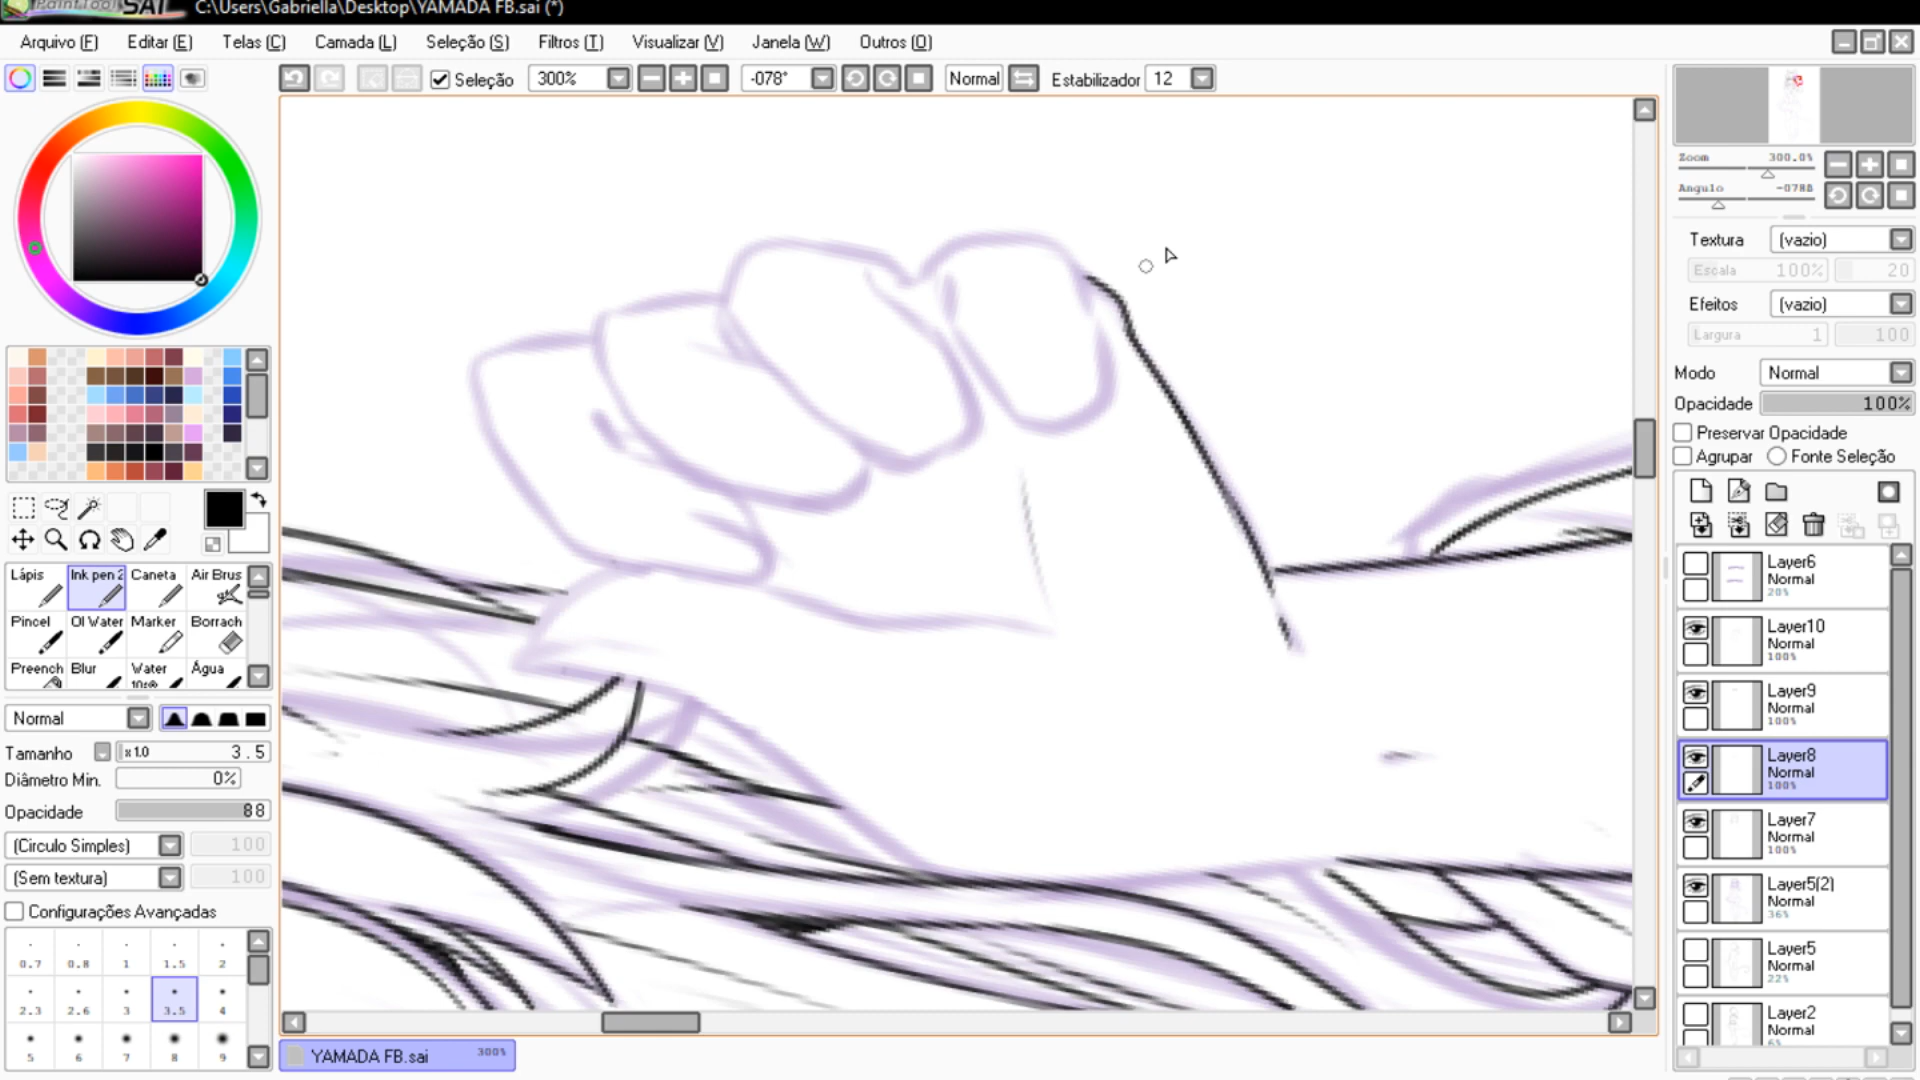 PaintTool SAI C:\Users\Gabriella\Desktop\YAMADA FB.sai (*)
Arquivo (F) Editar (E) Telas (C) Camada (L) Seleção (S) Filtros (T) Visualizar (V) Janela (W) Outros (O)
Seleção 300% -078° Normal Estabilizador 12
Zoom 300.0%
Angulo -078
Textura (vazio)
Escala 100% 20
Efeitos (vazio)
Largura 1 100
Modo Normal
Opacidade 100%
Preservar Opacidade
Agrupar Fonte Seleção
Lápis Ink pen 2 Caneta Air Brus
Pincel Ol Water Marker Borrach
Preench Blur Water Água
Normal
Tamanho x 1.0 3.5
Diâmetro Min. 0%
Opacidade 88
(Circulo Simples) 100
(Sem textura) 100
Configurações Avançadas
0.7 0.8 1 1.5 2
2.3 2.6 3 3.5 4
5 6 7 8 9
Layer6
Normal
20%
Layer10
Normal
100%
Layer9
Normal
100%
Layer8
Normal
100%
Layer7
Normal
100%
Layer5(2)
Normal
36%
Layer5
Normal
22%
Layer2
Normal
6%
YAMADA FB.sai 300%